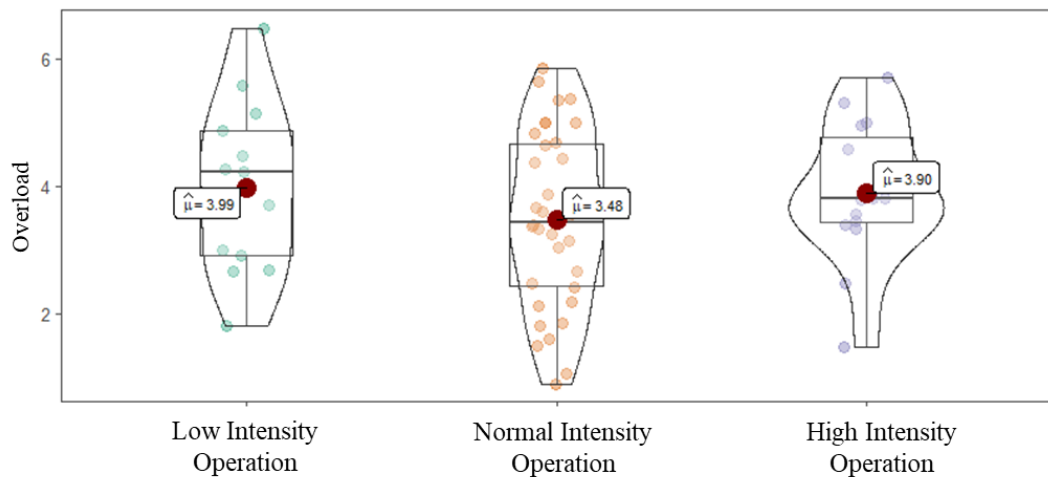 Overload
6
4
2
μ̂ = 3.99
μ̂ = 3.48
μ̂ = 3.90
Low Intensity
Operation
Normal Intensity
Operation
High Intensity
Operation